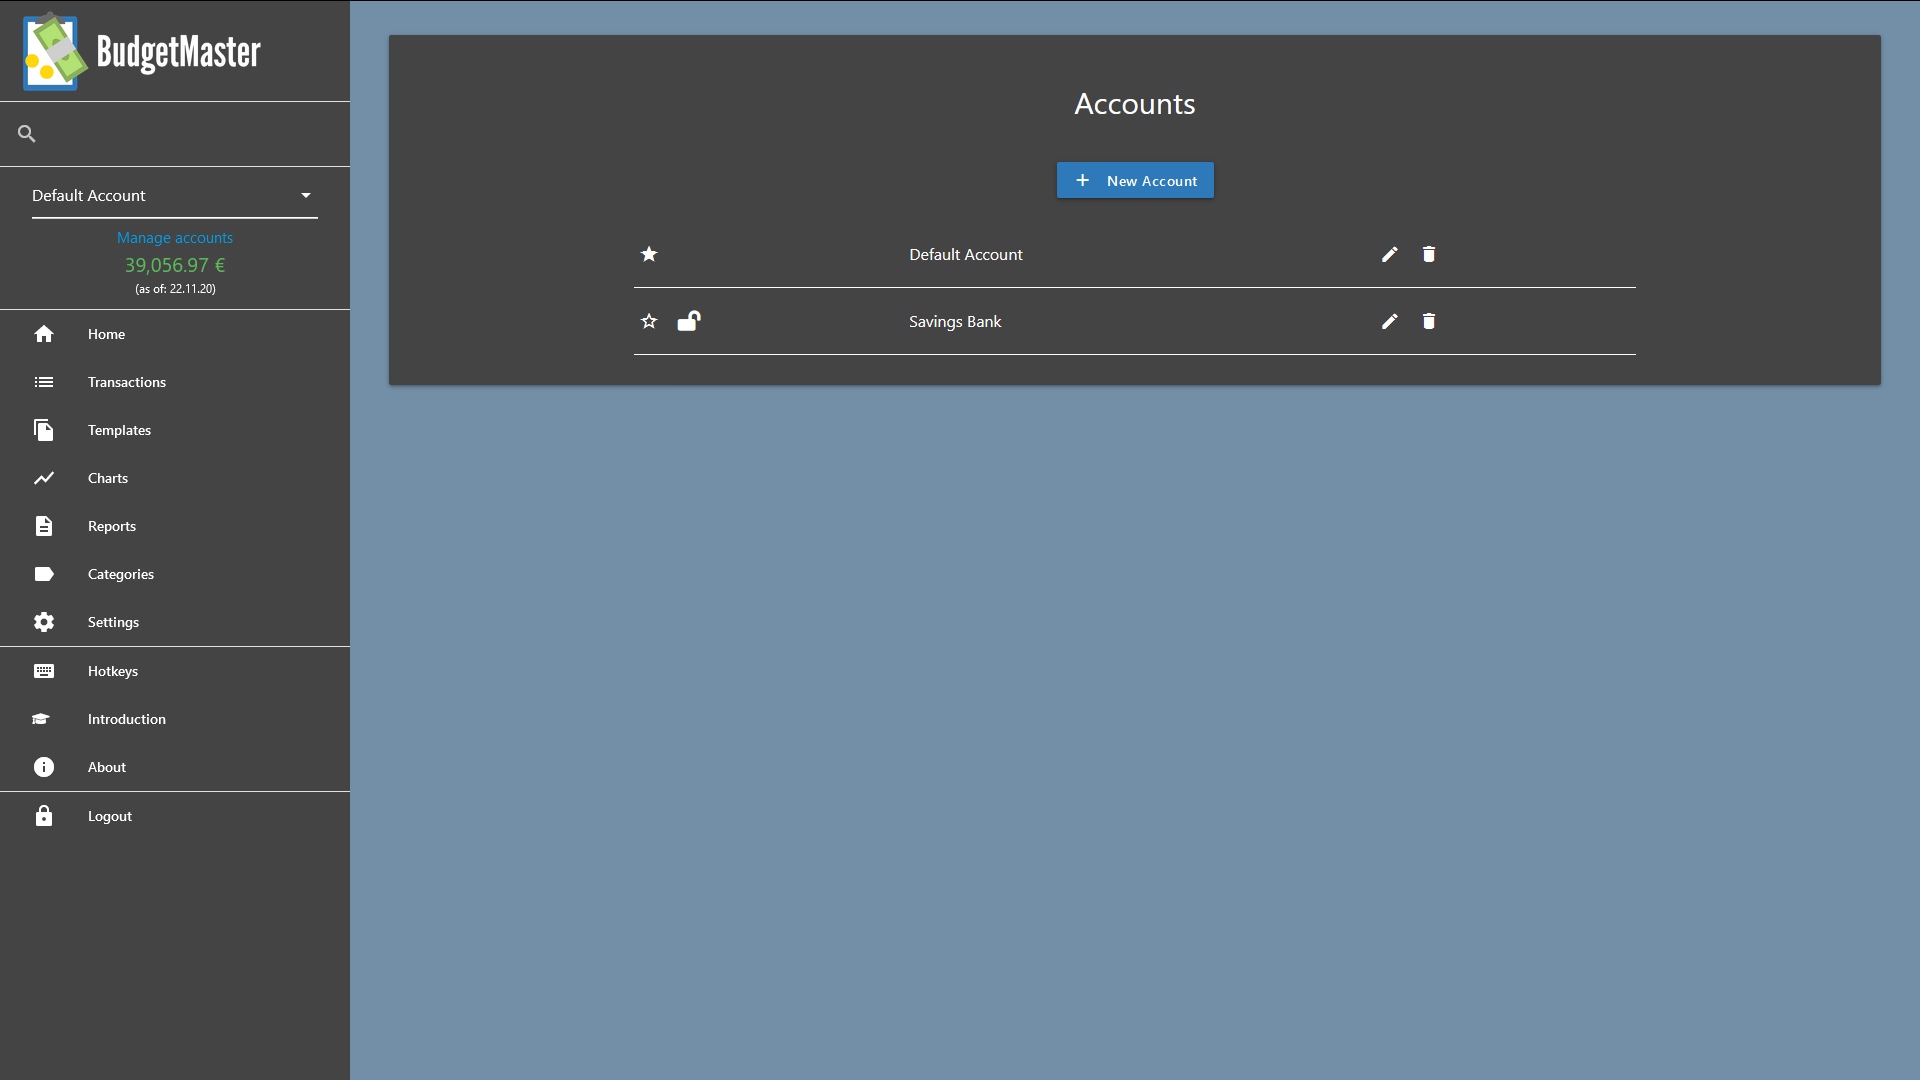 BudgetMaster
Default Account
Manage accounts
39,056.97 €
(as of: 22.11.20)
Home
Transactions
Templates
Charts
Reports
Categories
Settings
Hotkeys
Introduction
About
Logout
Accounts
New Account
Default Account
Savings Bank